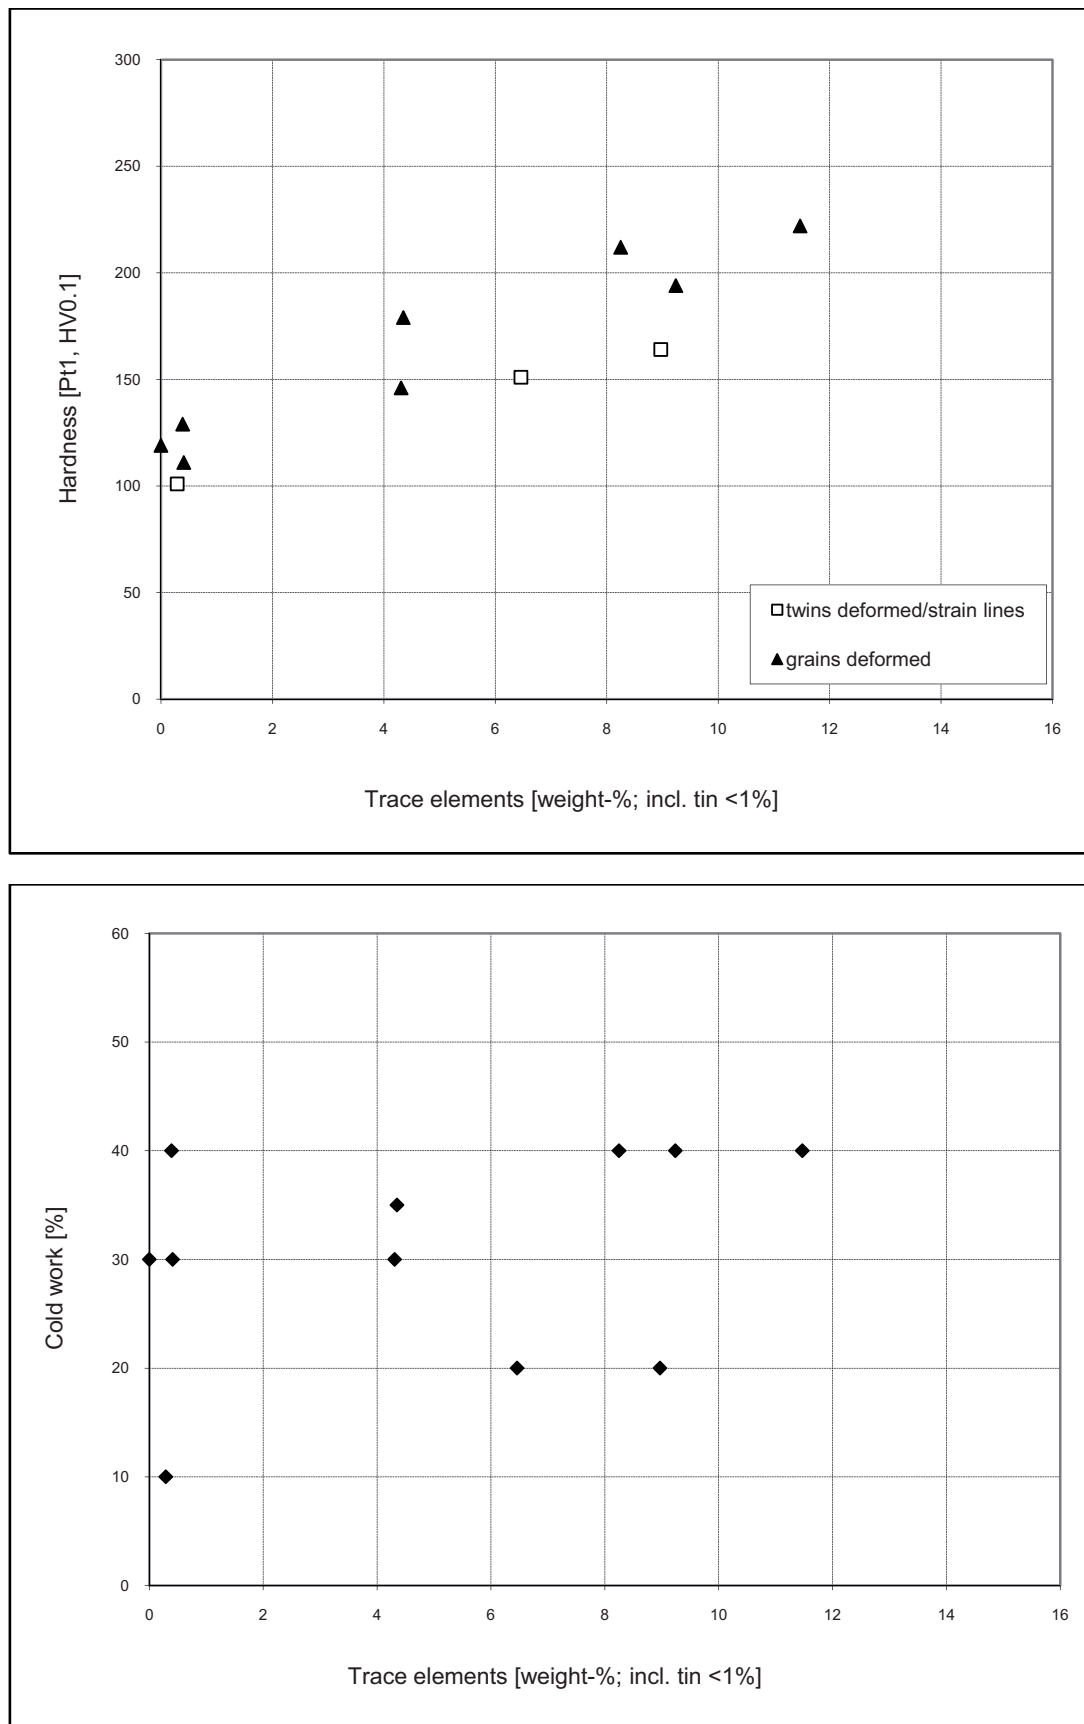 300
250
200
150
100
50
0
Hardness [Pt1, HV0.1]
twins deformed/strain lines
grains deformed
0 2 4 6 8 10 12 14 16
Trace elements [weight-%; incl. tin <1%]
60
50
40
30
20
10
0
Cold work [%]
0 2 4 6 8 10 12 14 16
Trace elements [weight-%; incl. tin <1%]